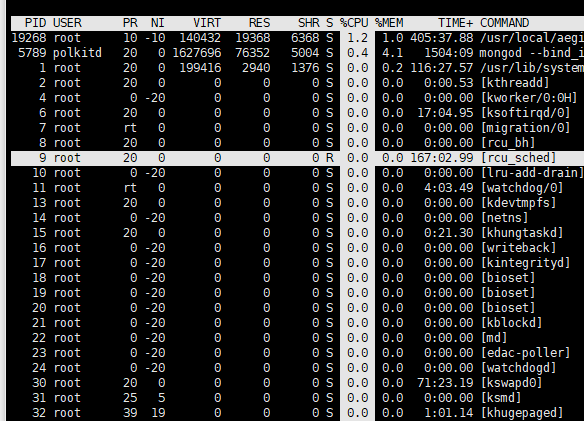 PID USER PR NI VIRT RES SHR S %CPU %MEM TIME+ COMMAND
19268 root 10 -10 140432 19368 6368 S 1.2 1.0 405:37.88 /usr/local/aegi
5789 polkitd 20 0 1627696 76352 5004 S 0.4 4.1 1504:09 mongod --bind_i
1 root 20 0 199416 2940 1376 S 0.0 0.2 116:27.57 /usr/lib/system
2 root 20 0 0 0 0 S 0.0 0.0 0:00.53 [kthreadd]
4 root 0 -20 0 0 0 S 0.0 0.0 0:00.00 [kworker/0:0H]
6 root 20 0 0 0 0 S 0.0 0.0 17:04.95 [ksoftirqd/0]
7 root rt 0 0 0 0 S 0.0 0.0 0:00.00 [migration/0]
8 root 20 0 0 0 0 S 0.0 0.0 0:00.00 [rcu_bh]
9 root 20 0 0 0 0 R 0.0 0.0 167:02.99 [rcu_sched]
10 root 0 -20 0 0 0 S 0.0 0.0 0:00.00 [lru-add-drain]
11 root rt 0 0 0 0 S 0.0 0.0 4:03.49 [watchdog/0]
13 root 20 0 0 0 0 S 0.0 0.0 0:00.00 [kdevtmpfs]
14 root 0 -20 0 0 0 S 0.0 0.0 0:00.00 [netns]
15 root 20 0 0 0 0 S 0.0 0.0 0:21.30 [khungtaskd]
16 root 0 -20 0 0 0 S 0.0 0.0 0:00.00 [writeback]
17 root 0 -20 0 0 0 S 0.0 0.0 0:00.00 [kintegrityd]
18 root 0 -20 0 0 0 S 0.0 0.0 0:00.00 [bioset]
19 root 0 -20 0 0 0 S 0.0 0.0 0:00.00 [bioset]
20 root 0 -20 0 0 0 S 0.0 0.0 0:00.00 [bioset]
21 root 0 -20 0 0 0 S 0.0 0.0 0:00.00 [kblockd]
22 root 0 -20 0 0 0 S 0.0 0.0 0:00.00 [md]
23 root 0 -20 0 0 0 S 0.0 0.0 0:00.00 [edac-poller]
24 root 0 -20 0 0 0 S 0.0 0.0 0:00.00 [watchdogd]
30 root 20 0 0 0 0 S 0.0 0.0 71:23.19 [kswapd0]
31 root 25 5 0 0 0 S 0.0 0.0 0:00.00 [ksmd]
32 root 39 19 0 0 0 S 0.0 0.0 1:01.14 [khugepaged]